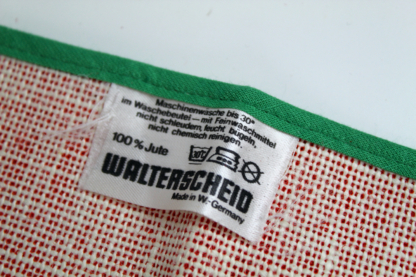 Maschinenwäsche bis 30°
im Wäschebeutel – mit Feinwaschmittel
nicht schleudern, feucht bügeln,
nicht chemisch reinigen.
100% Jute
WALTERSCHEID
Made in W.-Germany